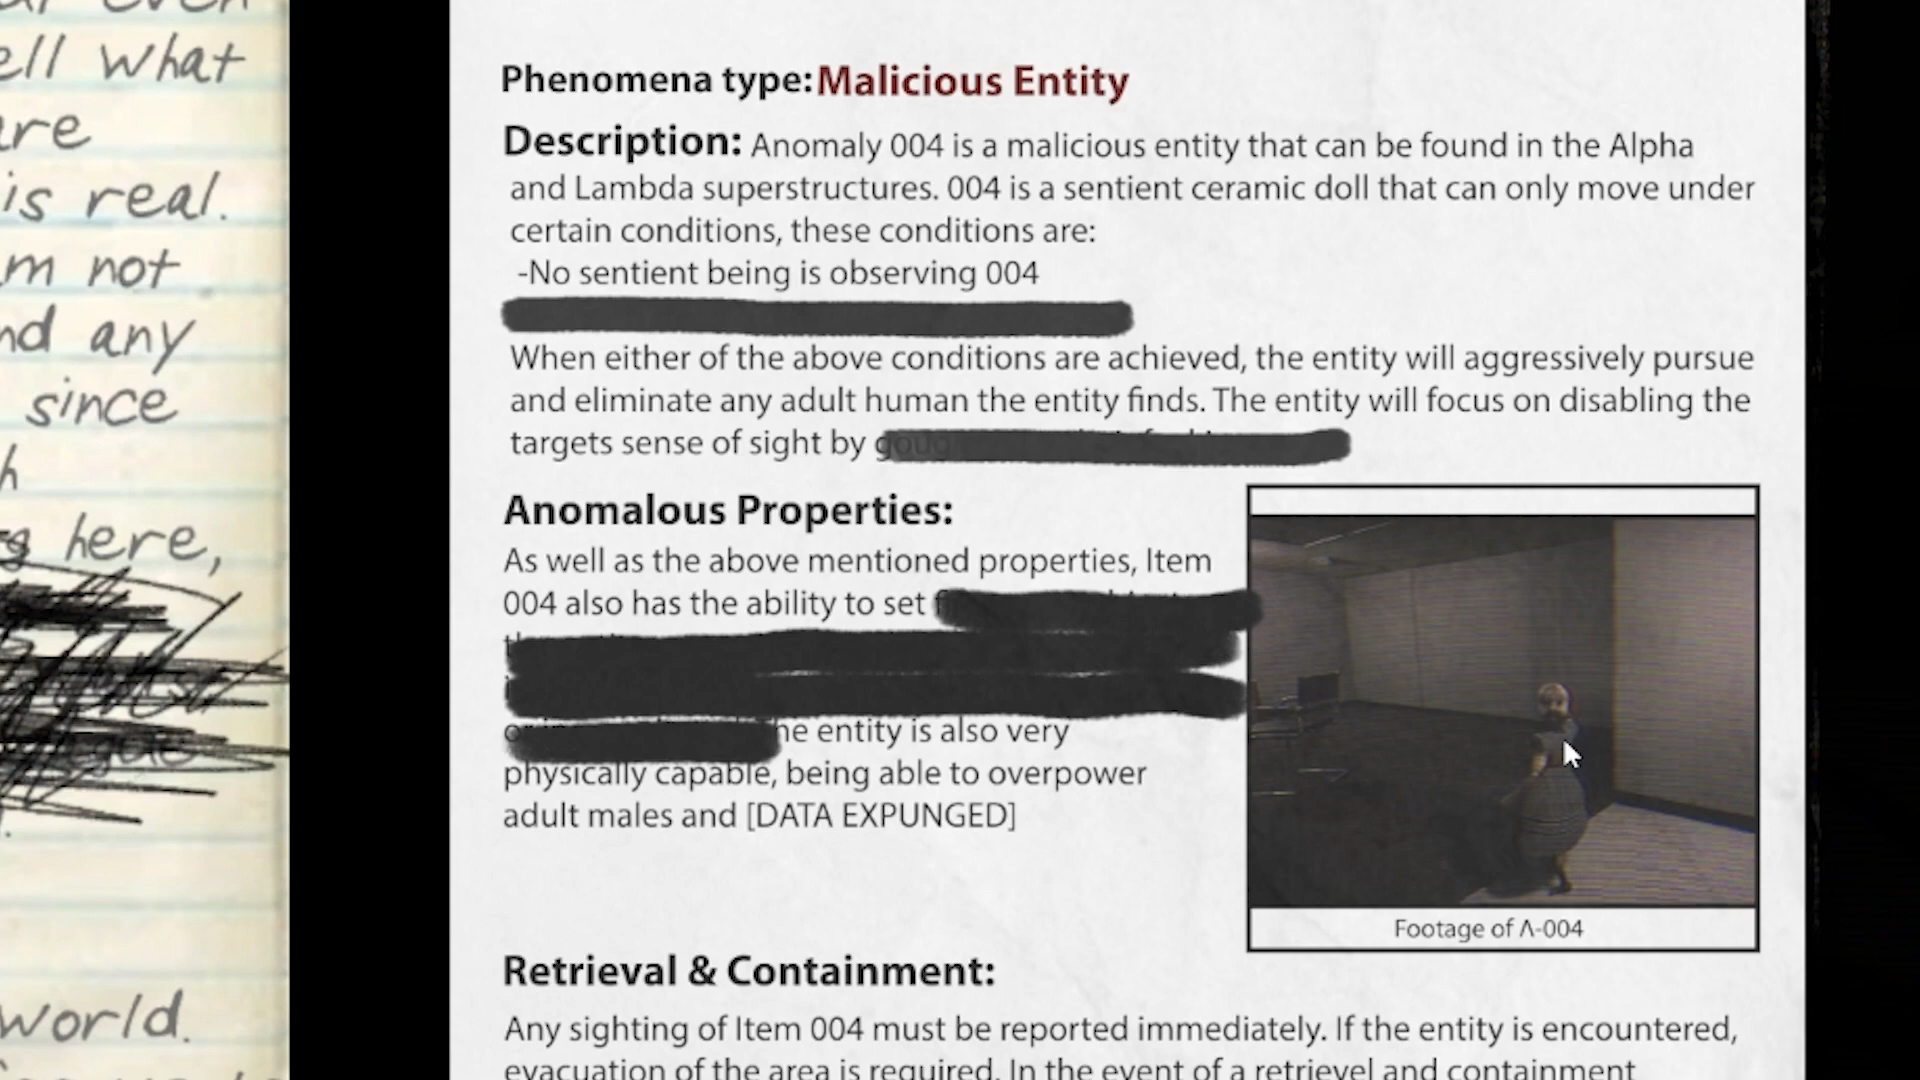 ell what
are
is real.
m not
nd any
since
h
here,
world.
Phenomena type: Malicious Entity
Description: Anomaly 004 is a malicious entity that can be found in the Alpha
and Lambda superstructures. 004 is a sentient ceramic doll that can only move under
certain conditions, these conditions are:
-No sentient being is observing 004
When either of the above conditions are achieved, the entity will aggressively pursue
and eliminate any adult human the entity finds. The entity will focus on disabling the
targets sense of sight by goug
Anomalous Properties:
As well as the above mentioned properties, Item
004 also has the ability to set
he entity is also very
physically capable, being able to overpower
adult males and [DATA EXPUNGED]
Footage of Λ-004
Retrieval & Containment:
Any sighting of Item 004 must be reported immediately. If the entity is encountered,
evacuation of the area is required. In the event of a retrievel and containment